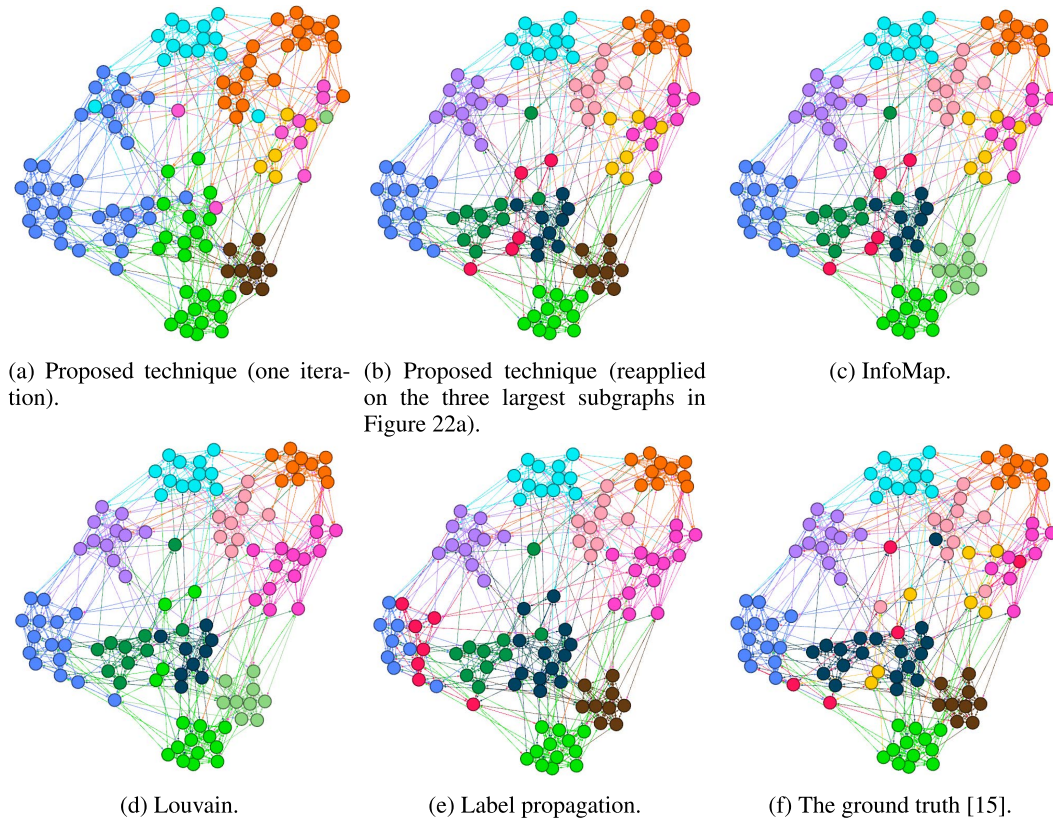 (a) Proposed technique (one itera-
tion).
(b) Proposed technique (reapplied
on the three largest subgraphs in
Figure 22a).
(c) InfoMap.
(d) Louvain.
(e) Label propagation.
(f) The ground truth [15].